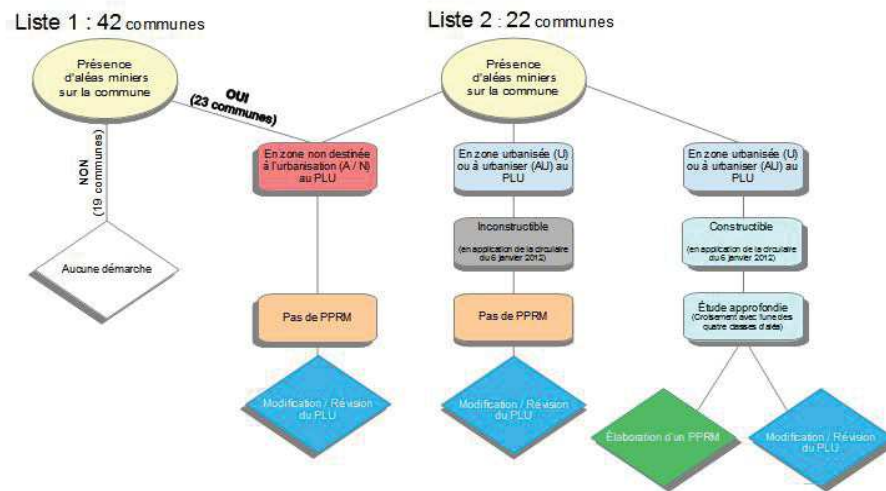 Liste 1 : 42 communes
Liste 2 : 22 communes
Présence
d'aléas miniers
sur la commune
OUI
(23 communes)
NON
(19 communes)
Aucune démarche
Présence
d'aléas miniers
sur la commune
En zone non destinée
à l'urbanisation (A / N)
au PLU
En zone urbanisée (U)
ou à urbaniser (AU) au
PLU
En zone urbanisée (U)
ou à urbaniser (AU) au
PLU
Inconstructible
(en application de la circulaire
du 6 janvier 2012)
Constructible
(en application de la circulaire
du 6 janvier 2012)
Pas de PPRM
Pas de PPRM
Étude approfondie
(Croisement avec l'une des
quatre classes d'aléa)
Modification / Révision
du PLU
Modification / Révision
du PLU
Élaboration d'un PPRM
Modification / Révision
du PLU